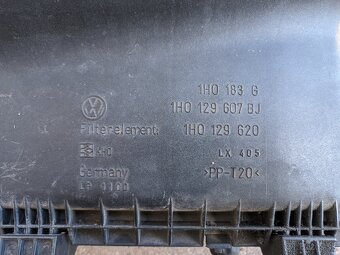 1H0 183 G
1H0 129 607 BJ
Filterelement 1H0 129 620
LX 405
Germany >PP-T20<